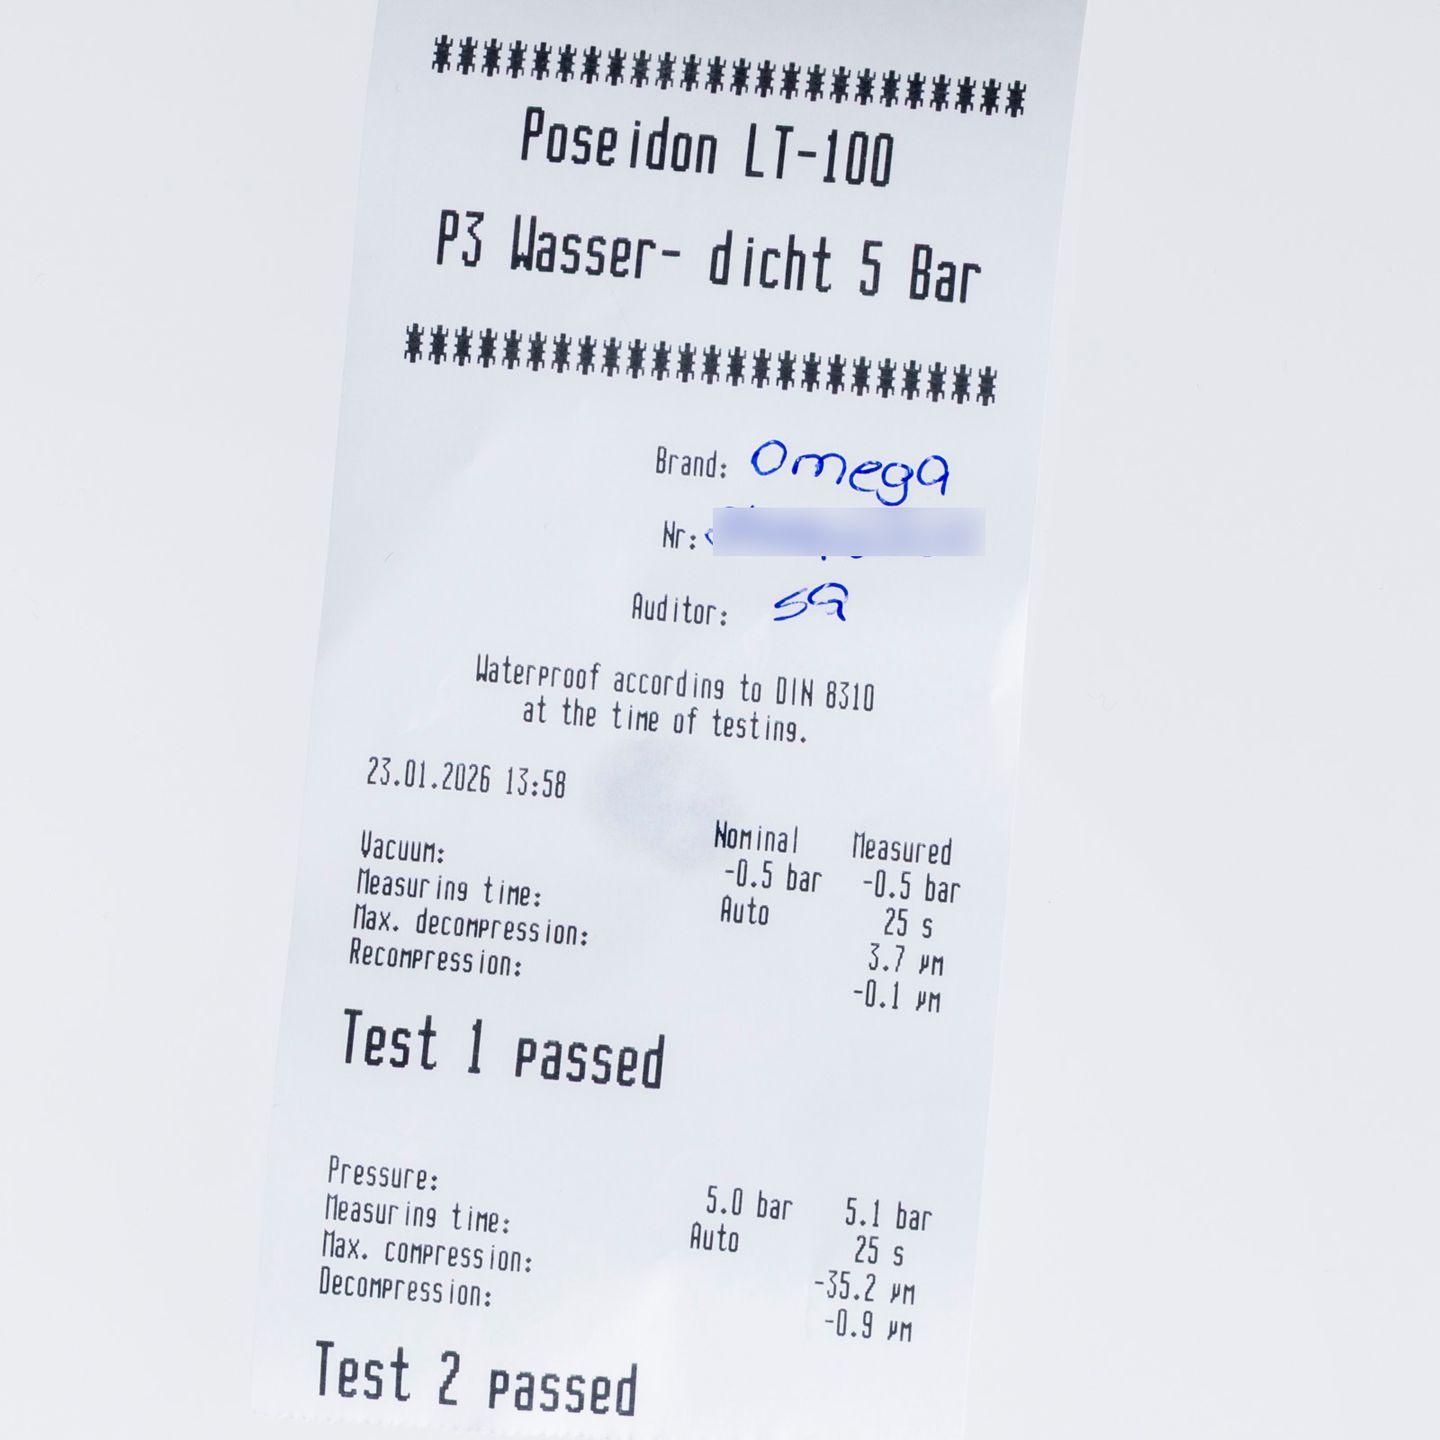 ************************
Poseidon LT-100
P3 Wasser- dicht 5 Bar
************************
Brand: Omega
Nr:
Auditor: SG
Waterproof according to DIN 8310
at the time of testing.
23.01.2026 13:58
Nominal Measured
Vacuum: -0.5 bar -0.5 bar
Measuring time: Auto 25 s
Max. decompression: 3.7 µm
Recompression: -0.1 µm
Test 1 passed
Pressure: 5.0 bar 5.1 bar
Measuring time: Auto 25 s
Max. compression: -35.2 µm
Decompression: -0.9 µm
Test 2 passed